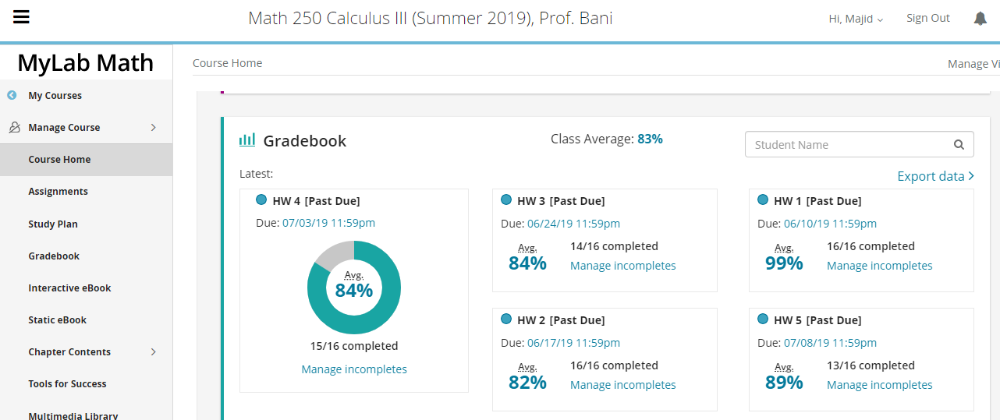 Math 250 Calculus III (Summer 2019), Prof. Bani
Hi, Majid
Sign Out
MyLab Math
My Courses
Manage Course
Course Home
Assignments
Study Plan
Gradebook
Interactive eBook
Static eBook
Chapter Contents
Tools for Success
Multimedia Library
Course Home
Manage Vi
Gradebook
Class Average: 83%
Student Name
Export data
Latest:
HW 4 [Past Due]
Due: 07/03/19 11:59pm
Avg.
84%
15/16 completed
Manage incompletes
HW 3 [Past Due]
Due: 06/24/19 11:59pm
Avg.
84%
14/16 completed
Manage incompletes
HW 1 [Past Due]
Due: 06/10/19 11:59pm
Avg.
99%
16/16 completed
Manage incompletes
HW 2 [Past Due]
Due: 06/17/19 11:59pm
Avg.
82%
16/16 completed
Manage incompletes
HW 5 [Past Due]
Due: 07/08/19 11:59pm
Avg.
89%
13/16 completed
Manage incompletes